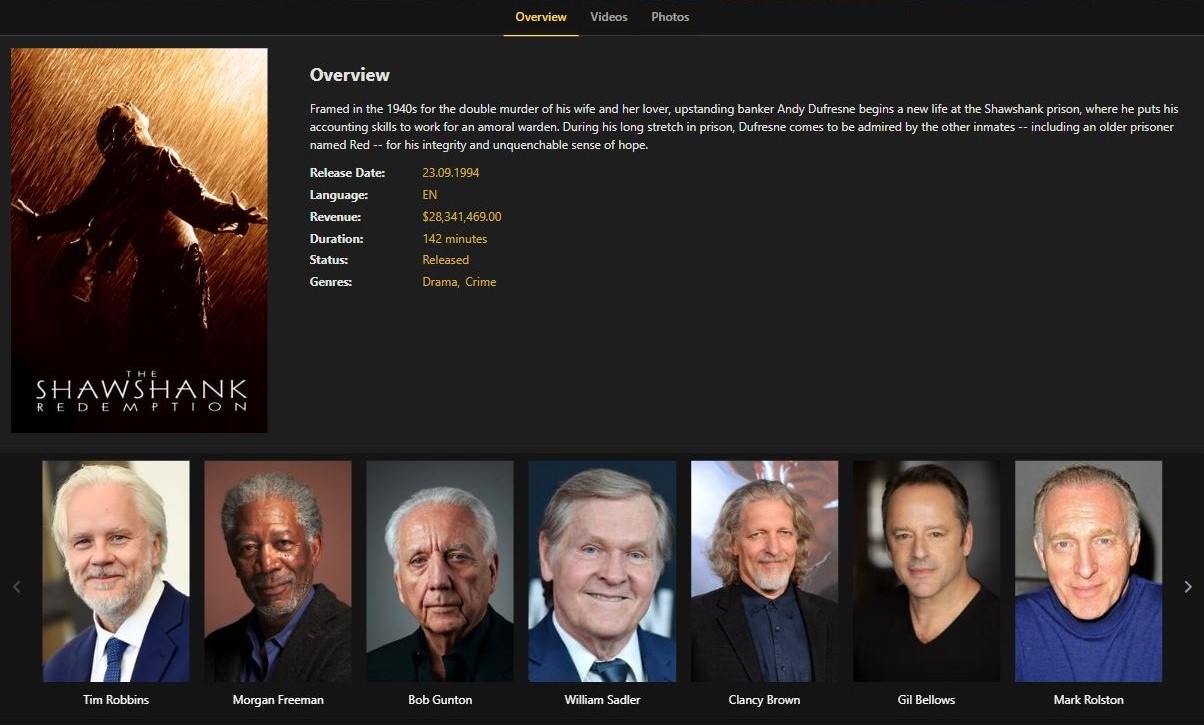 Overview
Videos
Photos
Overview
Framed in the 1940s for the double murder of his wife and her lover, upstanding banker Andy Dufresne begins a new life at the Shawshank prison, where he puts his
accounting skills to work for an amoral warden. During his long stretch in prison, Dufresne comes to be admired by the other inmates -- including an older prisoner
named Red -- for his integrity and unquenchable sense of hope.
Release Date: 23.09.1994
Language: EN
Revenue: $28,341,469.00
Duration: 142 minutes
Status: Released
Genres: Drama, Crime
THE
SHAWSHANK
REDEMPTION
Tim Robbins
Morgan Freeman
Bob Gunton
William Sadler
Clancy Brown
Gil Bellows
Mark Rolston